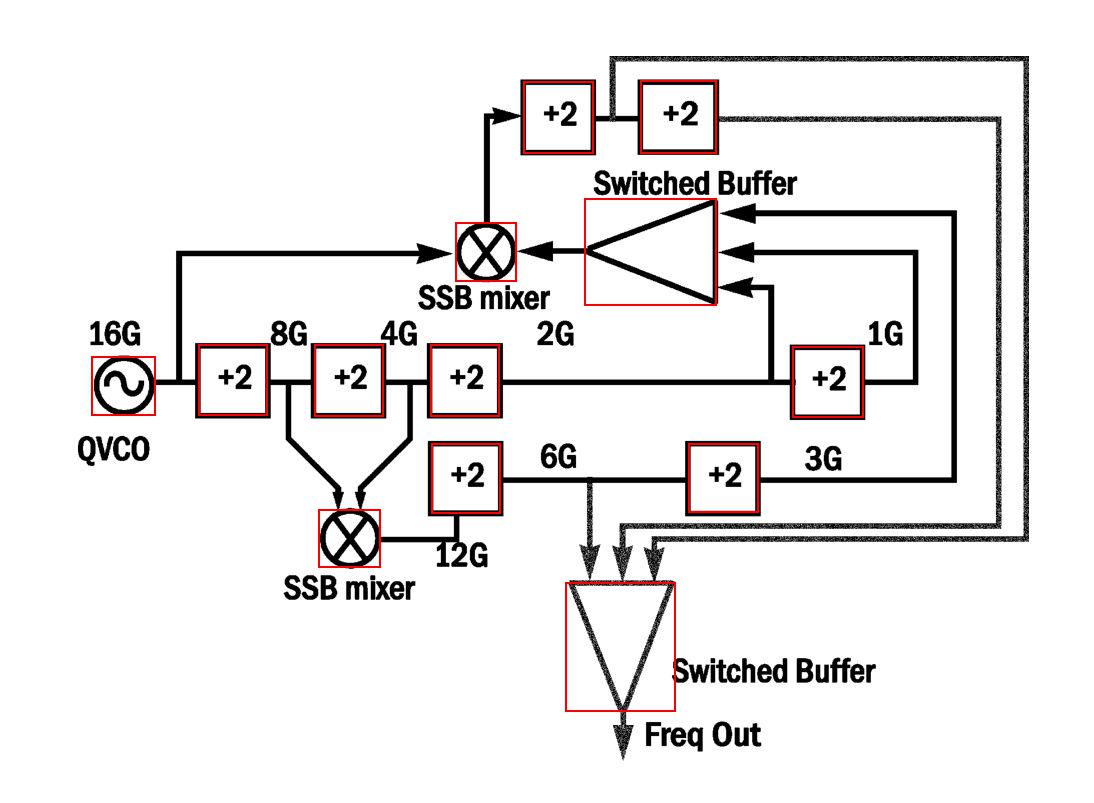 +2
+2
Switched Buffer
SSB mixer
16G
8G
4G
2G
1G
+2
+2
+2
+2
QVCO
+2
6G
+2
3G
12G
SSB mixer
Switched Buffer
Freq Out